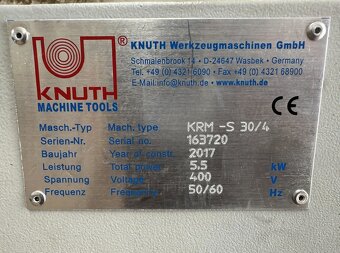 KNUTH
MACHINE TOOLS
®
KNUTH Werkzeugmaschinen GmbH
Schmalenbrook 14 • D-24647 Wasbek • Germany
Tel. +49 (0) 4321 6090 • Fax +49 (0) 4321 68900
E-Mail:info@knuth.de • www.knuth.de
CE
Masch.-Typ Mach. type KRM -S 30/4
Serien-Nr. Serial no. 163720
Baujahr Year of constr. 2017
Leistung Total power 5.5 kW
Spannung Voltage 400 V
Frequenz Frequency 50/60 Hz